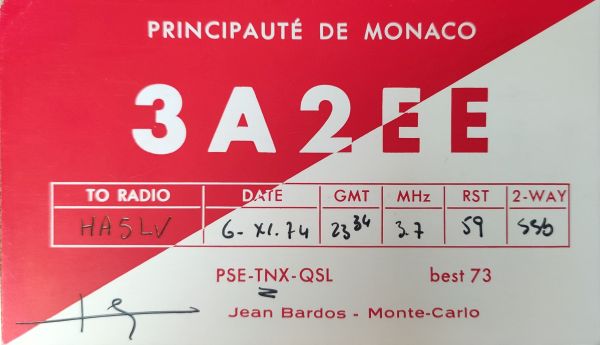 PRINCIPAUTÉ DE MONACO
3A2EE
TO RADIO DATE GMT MHz RST 2-WAY
HA5LV 6-XI.74 2334 3.7 59 SSb
PSE-TNX-QSL best 73
Jean Bardos - Monte-Carlo